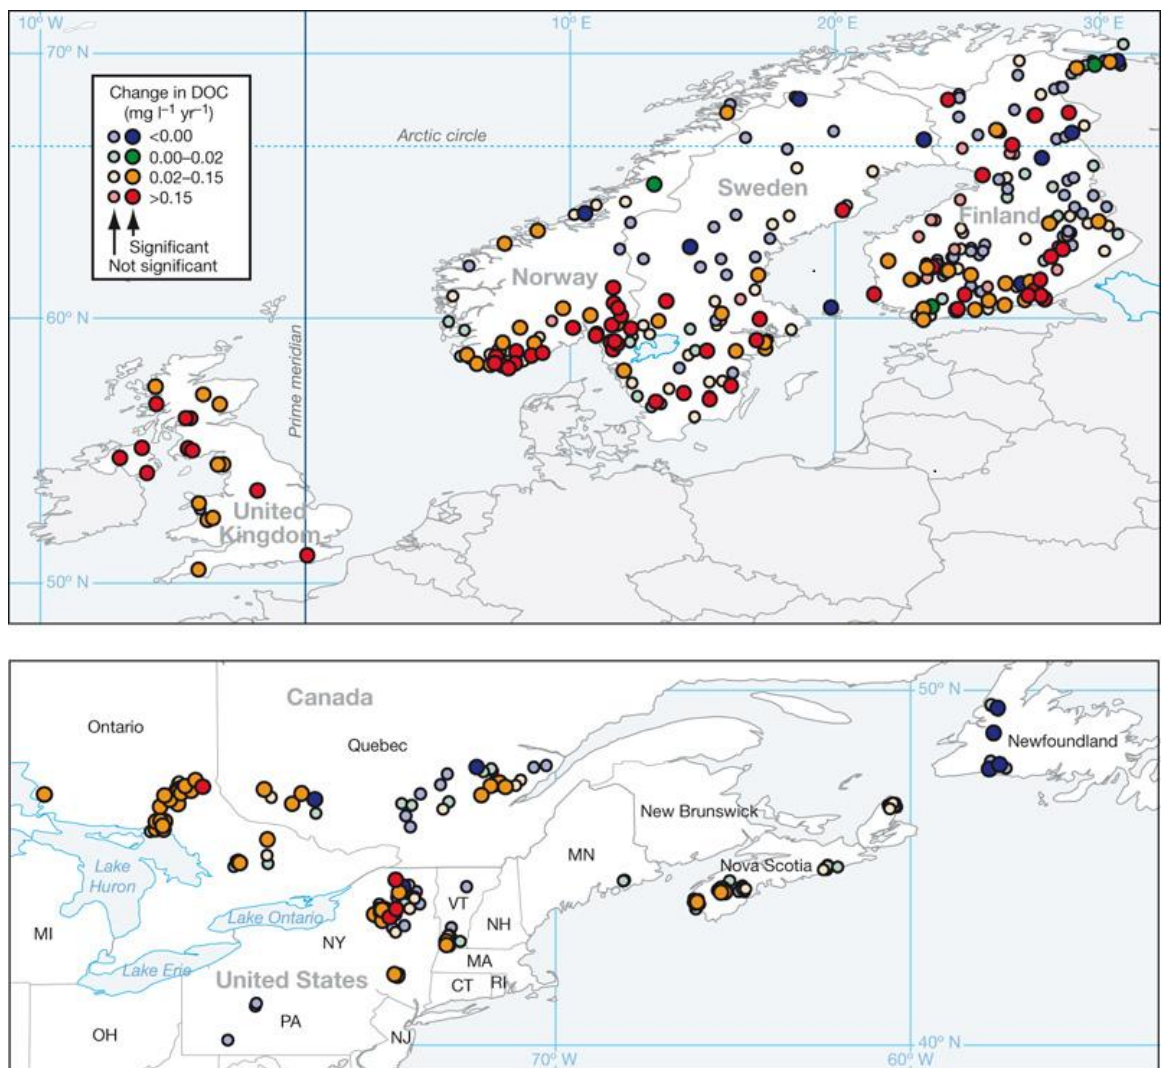 10° W
10° E
20° E
30° E
70° N
Change in DOC
(mg l⁻¹ yr⁻¹)
<0.00
0.00–0.02
0.02–0.15
>0.15
Significant
Not significant
Arctic circle
Sweden
Finland
Norway
60° N
Prime meridian
United
Kingdom
50° N
Canada
50° N
Ontario
Quebec
Newfoundland
New Brunswick
MN
Nova Scotia
Lake
Huron
Lake Ontario
VT
NH
MI
NY
MA
Lake Erie
United States
CT
RI
PA
OH
NJ
40° N
70° W
60° W